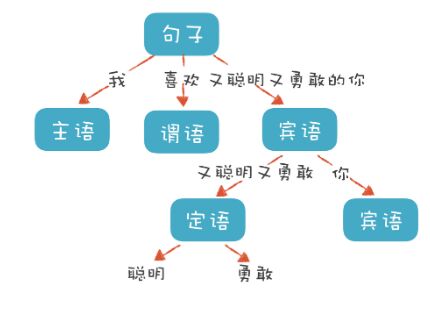 句子
我 喜欢 又聪明又勇敢的你
主语 谓语 宾语
又聪明又勇敢 你
定语 宾语
聪明 勇敢